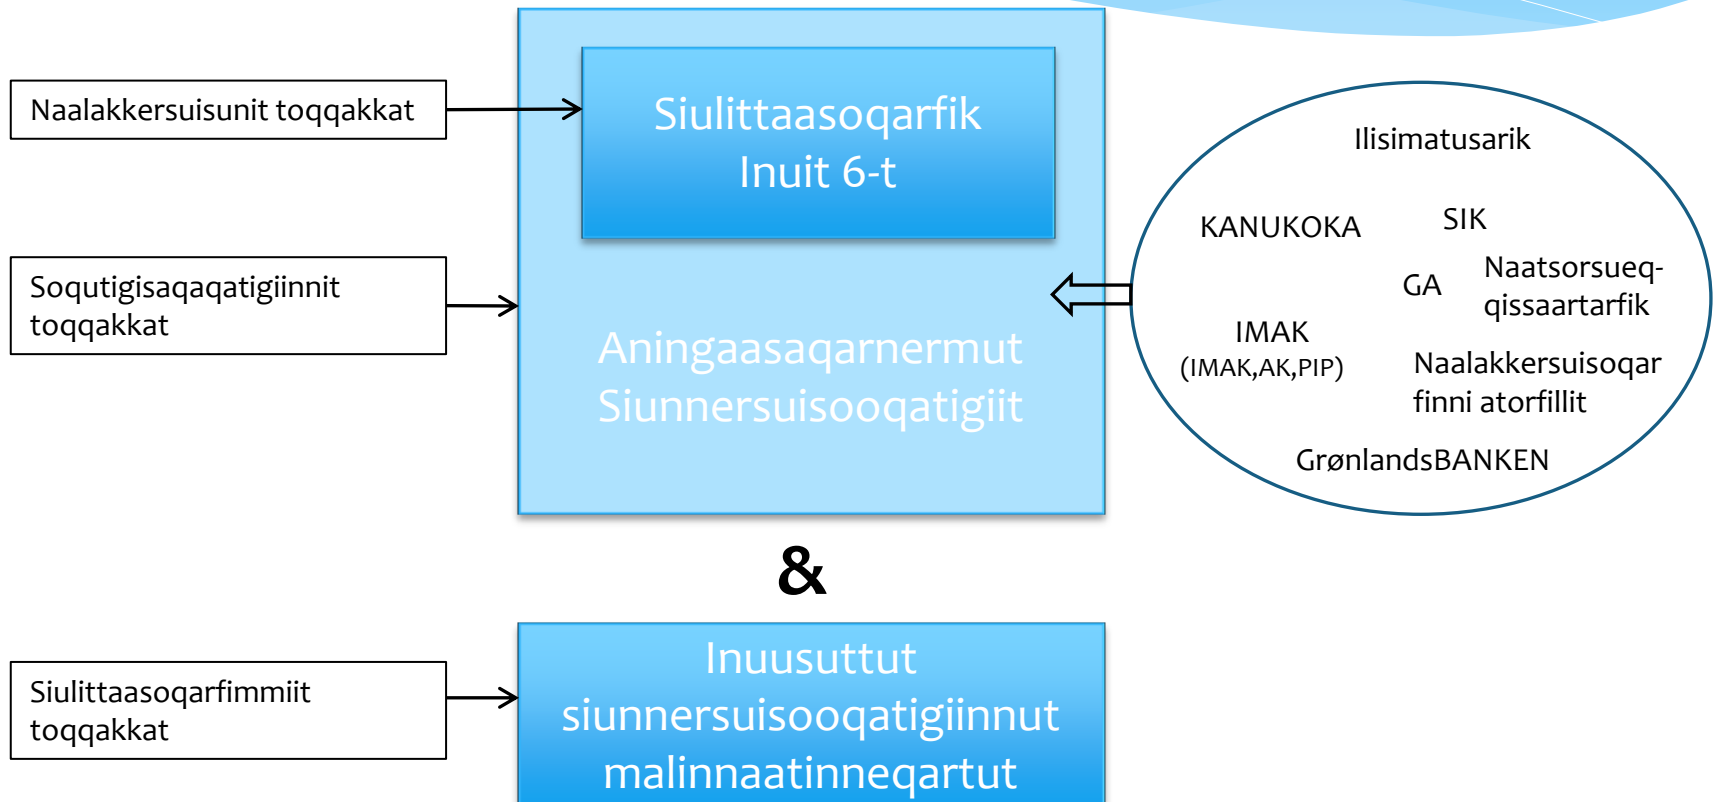 Naalakkersuisunit toqqakkat
Siulittaasoqarfik
Inuit 6-t
Soqutigisaqaqatigiinnit
toqqakkat
Aningaasaqarnermut
Siunnersuisooqatigiit
Ilisimatusarik
KANUKOKA
SIK
GA
Naatsorsueq-
qissaartarfik
IMAK
(IMAK,AK,PIP)
Naalakkersuisoqar
finni atorfillit
GrønlandsBANKEN
&
Siulittaasoqarfimmiit
toqqakkat
Inuusuttut
siunnersuisooqatigiinnut
malinnaatinneqartut